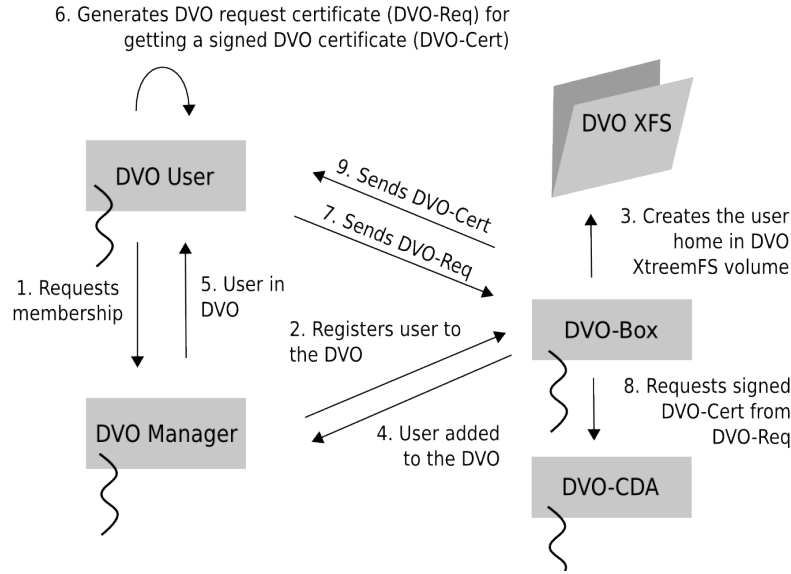 6. Generates DVO request certificate (DVO-Req) for
getting a signed DVO certificate (DVO-Cert)
DVO XFS
DVO User
9. Sends DVO-Cert
7. Sends DVO-Req
3. Creates the user
home in DVO
XtreemFS volume
1. Requests
membership
5. User in
DVO
2. Registers user to
the DVO
DVO-Box
DVO Manager
4. User added
to the DVO
8. Requests signed
DVO-Cert from
DVO-Req
DVO-CDA